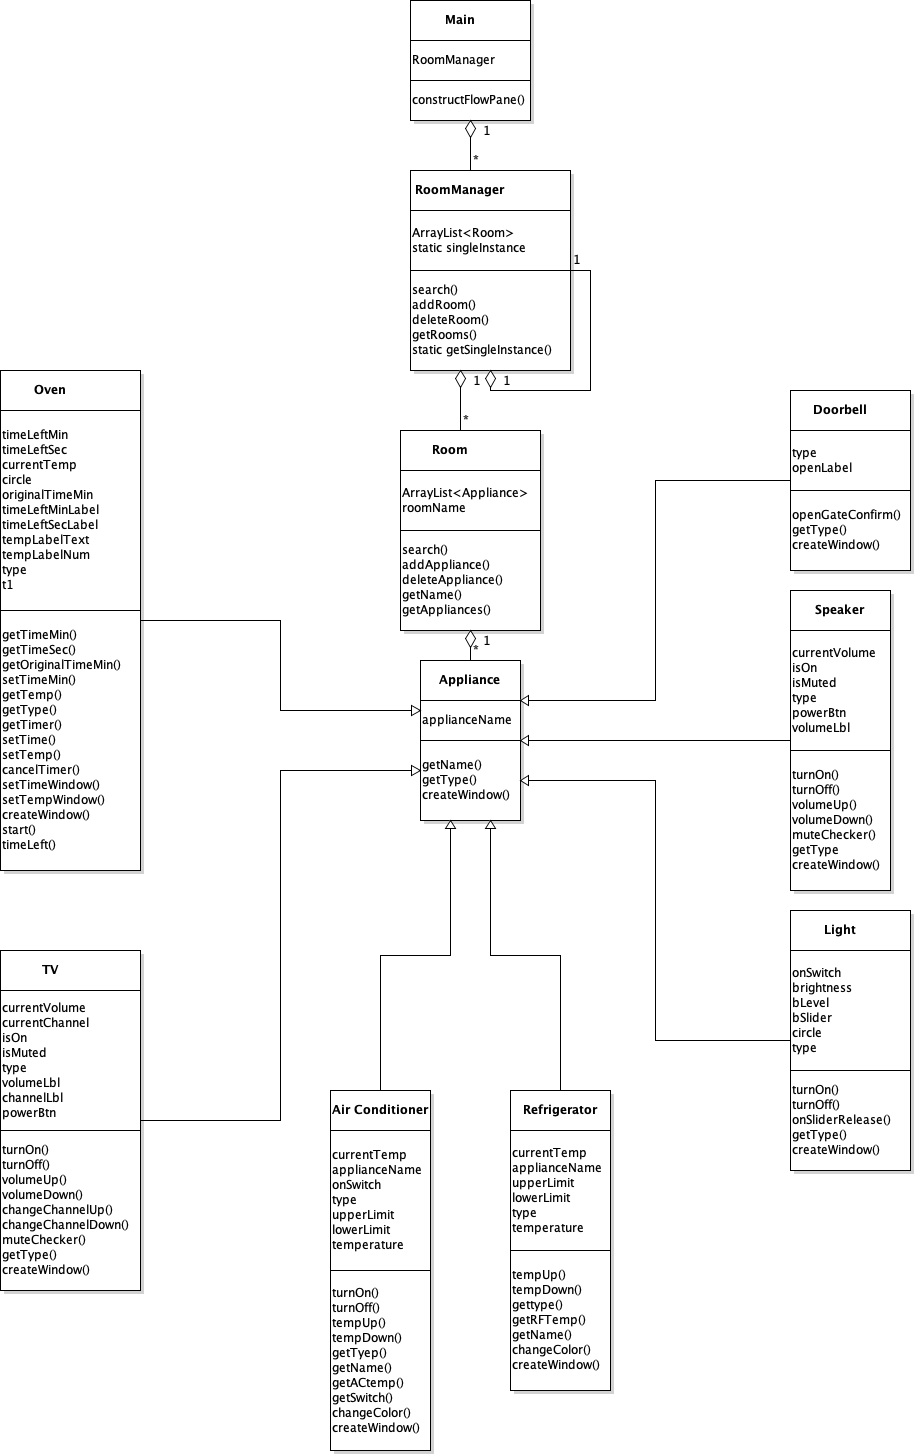 Main
RoomManager
constructFlowPane()
1
*
RoomManager
ArrayList<Room>
static singleInstance
1
search()
addRoom()
deleteRoom()
getRooms()
static getSingleInstance()
1
1
*
Room
ArrayList<Appliance>
roomName
search()
addAppliance()
deleteAppliance()
getName()
getAppliances()
1
*
Appliance
applianceName
getName()
getType()
createWindow()
Oven
timeLeftMin
timeLeftSec
currentTemp
circle
originalTimeMin
timeLeftMinLabel
timeLeftSecLabel
tempLabelText
tempLabelNum
type
t1
getTimeMin()
getTimeSec()
getOriginalTimeMin()
setTimeMin()
getTemp()
getType()
getTimer()
setTime()
setTemp()
cancelTimer()
setTimeWindow()
setTempWindow()
createWindow()
start()
timeLeft()
TV
currentVolume
currentChannel
isOn
isMuted
type
volumeLbl
channelLbl
powerBtn
turnOn()
turnOff()
volumeUp()
volumeDown()
changeChannelUp()
changeChannelDown()
muteChecker()
getType()
createWindow()
Air Conditioner
currentTemp
applianceName
onSwitch
type
upperLimit
lowerLimit
temperature
turnOn()
turnOff()
tempUp()
tempDown()
getTyep()
getName()
getACtemp()
getSwitch()
changeColor()
createWindow()
Refrigerator
currentTemp
applianceName
upperLimit
lowerLimit
type
temperature
tempUp()
tempDown()
gettype()
getRFTemp()
getName()
changeColor()
createWindow()
Doorbell
type
openLabel
openGateConfirm()
getType()
createWindow()
Speaker
currentVolume
isOn
isMuted
type
powerBtn
volumeLbl
turnOn()
turnOff()
volumeUp()
volumeDown()
muteChecker()
getType
createWindow()
Light
onSwitch
brightness
bLevel
bSlider
circle
type
turnOn()
turnOff()
onSliderRelease()
getType()
createWindow()